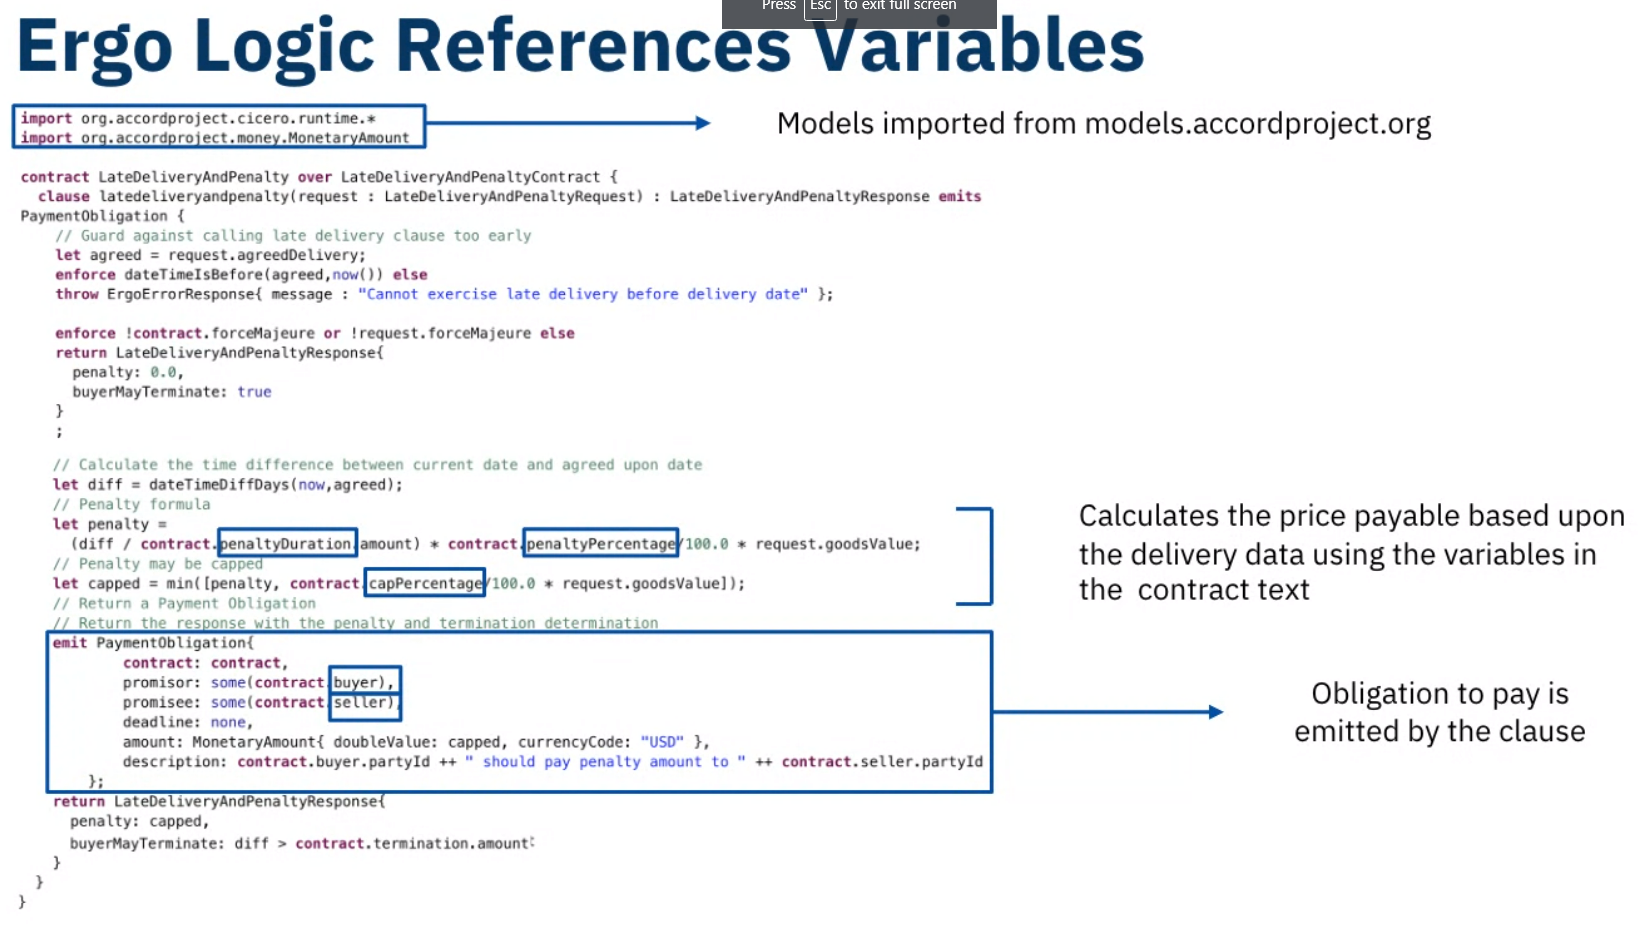 Press Esc to exit full screen
Ergo Logic References Variables
import org.accordproject.cicero.runtime.*
import org.accordproject.money.MonetaryAmount
Models imported from models.accordproject.org
contract LateDeliveryAndPenalty over LateDeliveryAndPenaltyContract {
clause latedeliveryandpenalty(request : LateDeliveryAndPenaltyRequest) : LateDeliveryAndPenaltyResponse emits
PaymentObligation {
// Guard against calling late delivery clause too early
let agreed = request.agreedDelivery;
enforce dateTimeIsBefore(agreed,now()) else
throw ErgoErrorResponse{ message : "Cannot exercise late delivery before delivery date" };
enforce !contract.forceMajeure or !request.forceMajeure else
return LateDeliveryAndPenaltyResponse{
penalty: 0.0,
buyerMayTerminate: true
}
;
// Calculate the time difference between current date and agreed upon date
let diff = dateTimeDiffDays(now,agreed);
// Penalty formula
let penalty =
(diff / contract.penaltyDuration.amount) * contract.penaltyPercentage/100.0 * request.goodsValue;
// Penalty may be capped
let capped = min([penalty, contract.capPercentage/100.0 * request.goodsValue]);
// Return a Payment Obligation
// Return the response with the penalty and termination determination
Calculates the price payable based upon
the delivery data using the variables in
the contract text
emit PaymentObligation{
contract: contract,
promisor: some(contract.buyer),
promisee: some(contract.seller),
deadline: none,
amount: MonetaryAmount{ doubleValue: capped, currencyCode: "USD" },
description: contract.buyer.partyId ++ " should pay penalty amount to " ++ contract.seller.partyId
};
Obligation to pay is
emitted by the clause
return LateDeliveryAndPenaltyResponse{
penalty: capped,
buyerMayTerminate: diff > contract.termination.amount
}
}
}